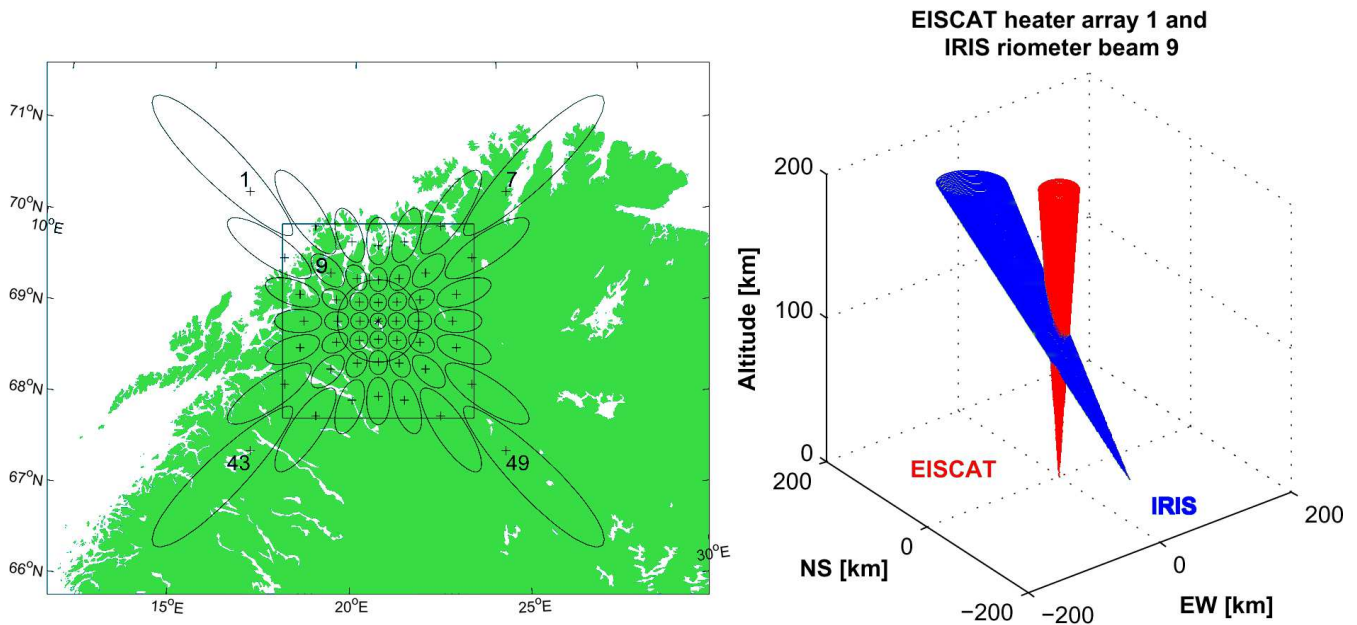 EISCAT heater array 1 and
IRIS riometer beam 9
71°N
70°N
10°E
69°N
68°N
67°N
66°N
15°E
20°E
25°E
30°E
1
7
9
43
49
200
100
0
Altitude [km]
200
0
−200
NS [km]
−200
0
200
EW [km]
EISCAT
IRIS